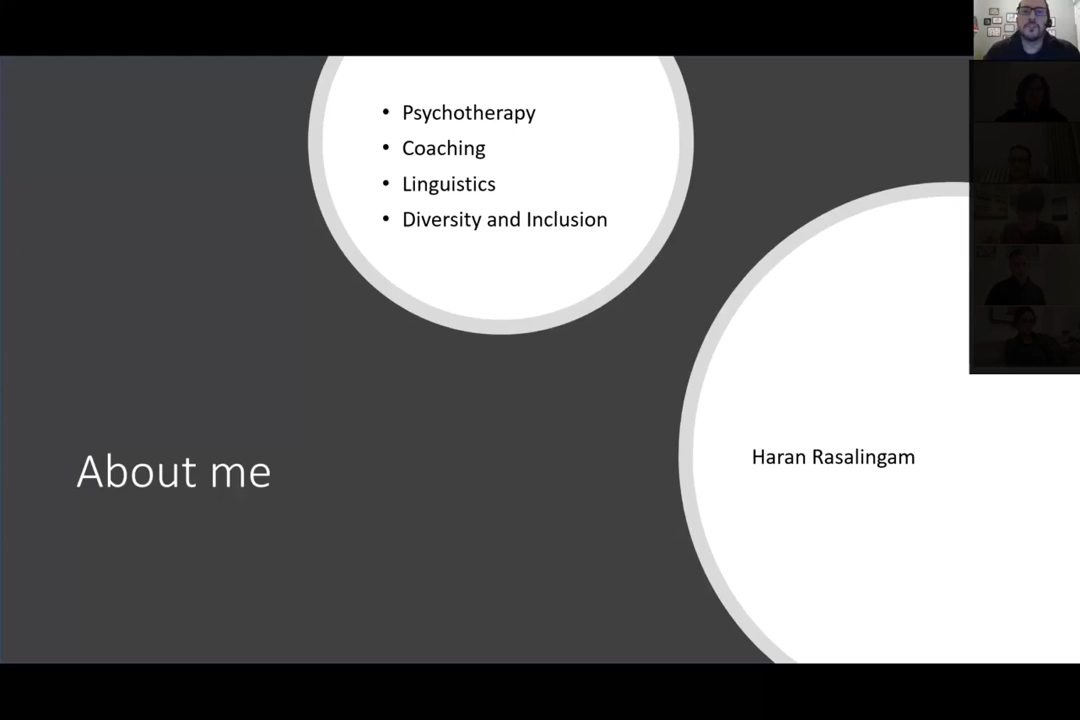 • Psychotherapy
• Coaching
• Linguistics
• Diversity and Inclusion
About me
Haran Rasalingam